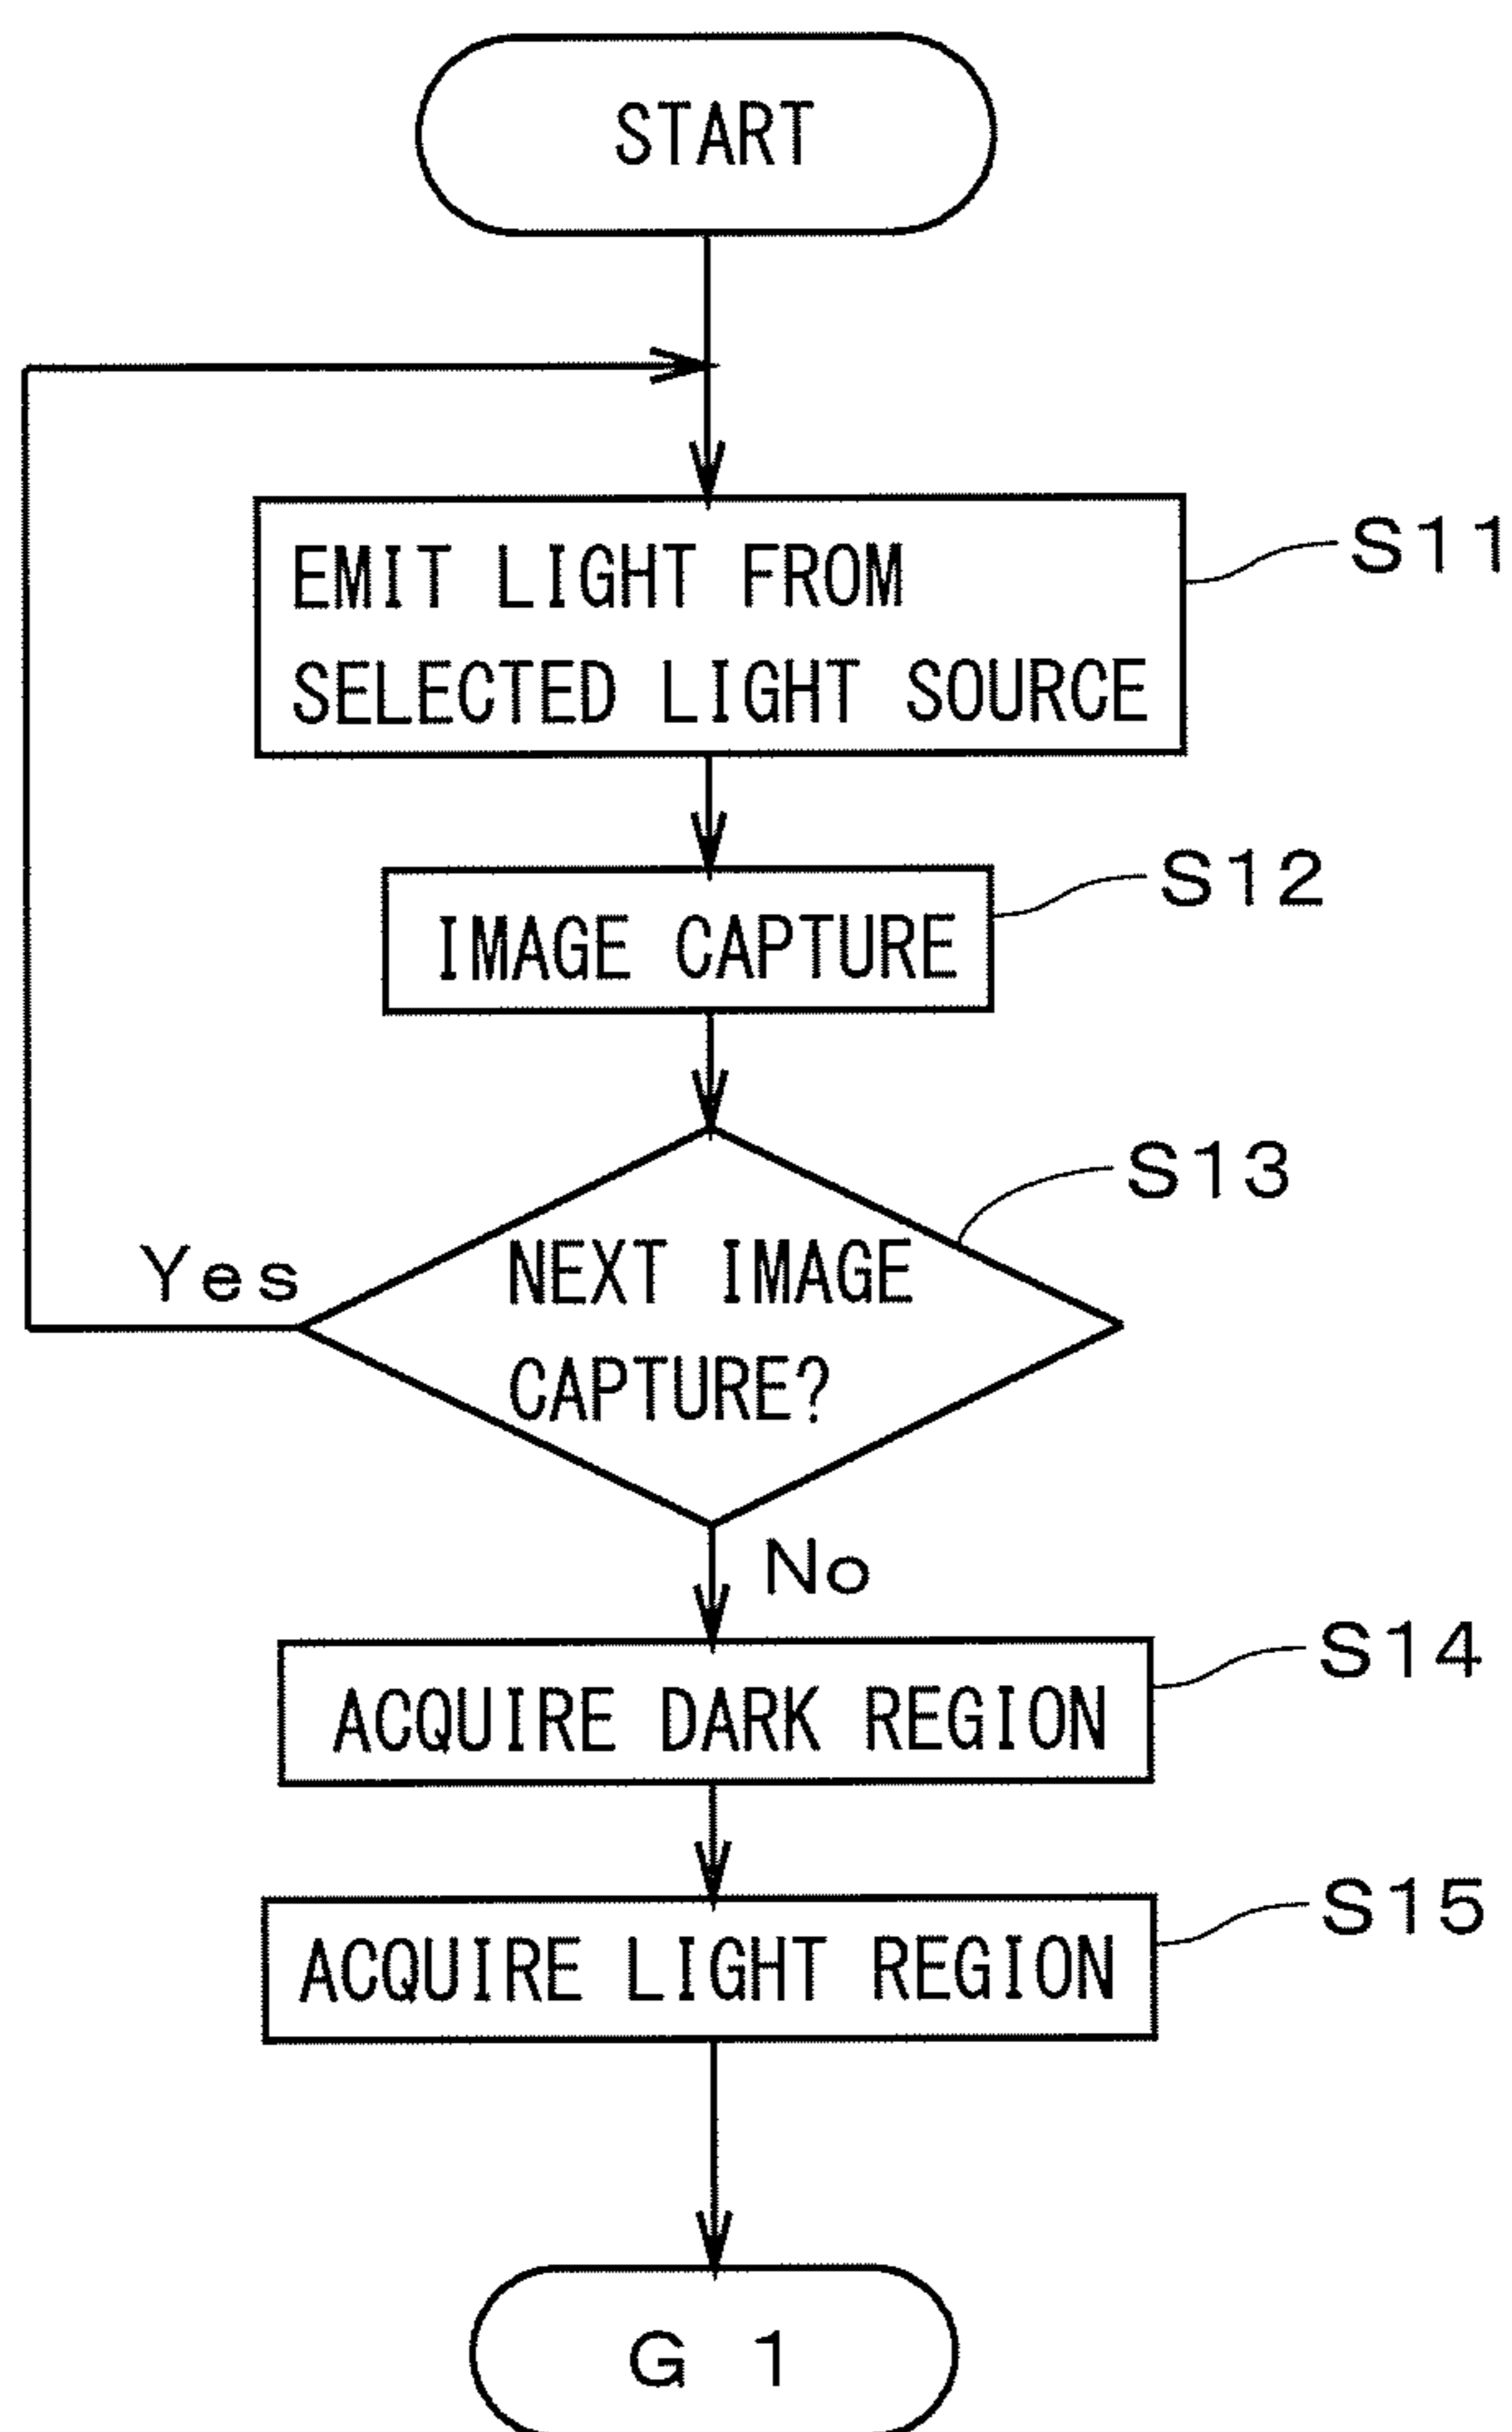 START
EMIT LIGHT FROM
SELECTED LIGHT SOURCE
S11
IMAGE CAPTURE
S12
NEXT IMAGE
CAPTURE?
S13
Yes
No
ACQUIRE DARK REGION
S14
ACQUIRE LIGHT REGION
S15
G 1